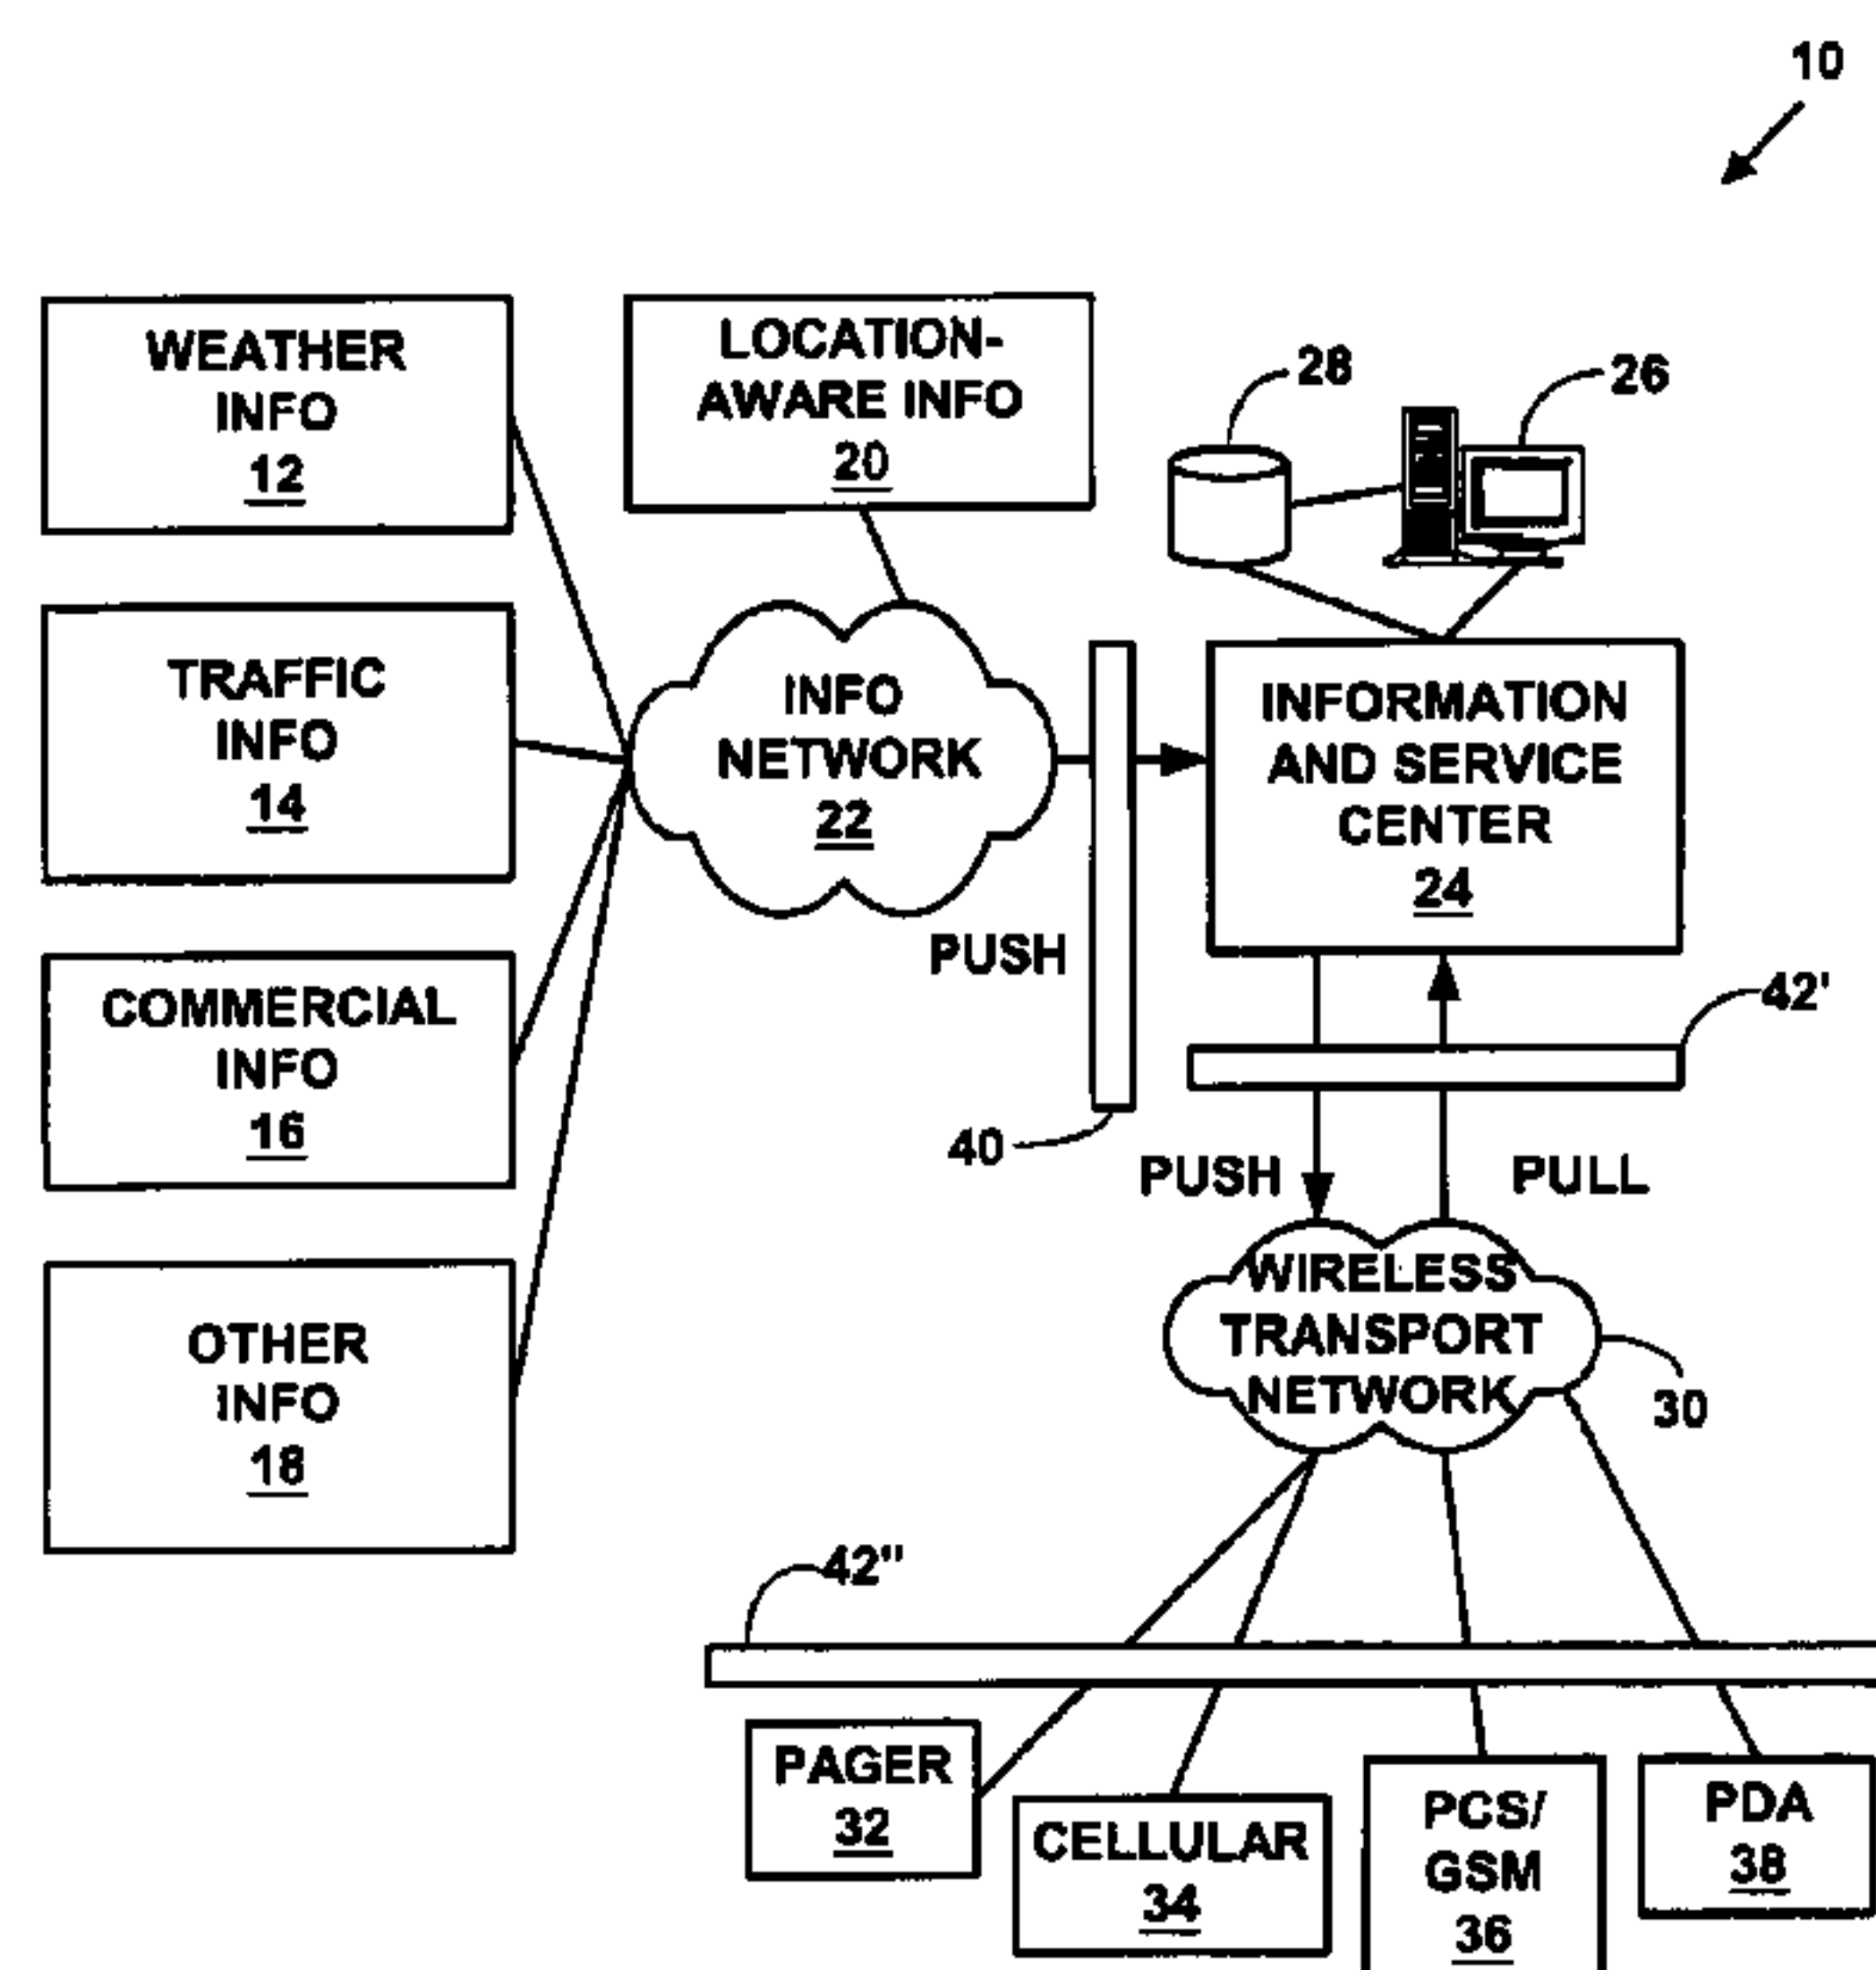 10
WEATHER
INFO
12
LOCATION-
AWARE INFO
20
28
26
TRAFFIC
INFO
14
INFO
NETWORK
22
INFORMATION
AND SERVICE
CENTER
24
PUSH
42'
COMMERCIAL
INFO
16
40
PUSH
PULL
WIRELESS
TRANSPORT
NETWORK
30
OTHER
INFO
18
42"
PAGER
32
CELLULAR
34
PCS/
GSM
36
PDA
38